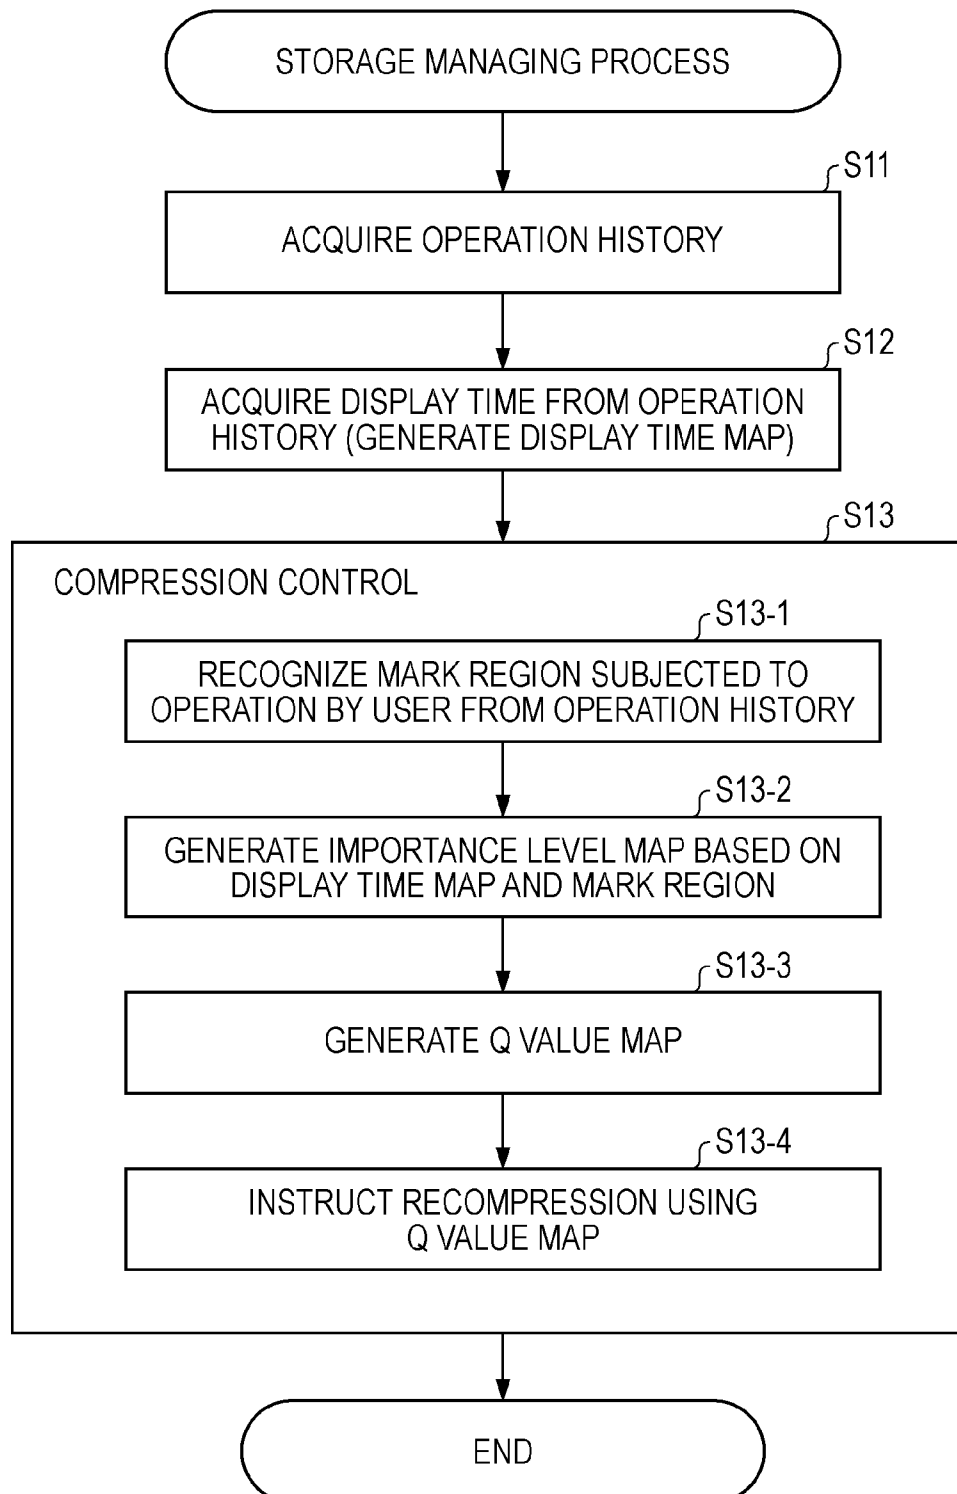 STORAGE MANAGING PROCESS
S11
ACQUIRE OPERATION HISTORY
S12
ACQUIRE DISPLAY TIME FROM OPERATION
HISTORY (GENERATE DISPLAY TIME MAP)
S13
COMPRESSION CONTROL
S13-1
RECOGNIZE MARK REGION SUBJECTED TO
OPERATION BY USER FROM OPERATION HISTORY
S13-2
GENERATE IMPORTANCE LEVEL MAP BASED ON
DISPLAY TIME MAP AND MARK REGION
S13-3
GENERATE Q VALUE MAP
S13-4
INSTRUCT RECOMPRESSION USING
Q VALUE MAP
END